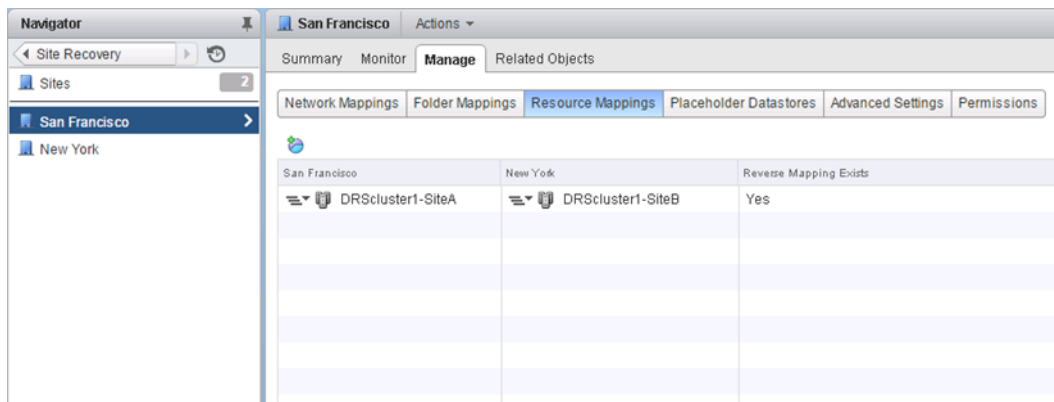 Navigator
Site Recovery
Sites 2
San Francisco
New York
San Francisco Actions
Summary Monitor Manage Related Objects
Network Mappings Folder Mappings Resource Mappings Placeholder Datastores Advanced Settings Permissions
San Francisco New York Reverse Mapping Exists
DRScluster1-SiteA DRScluster1-SiteB Yes